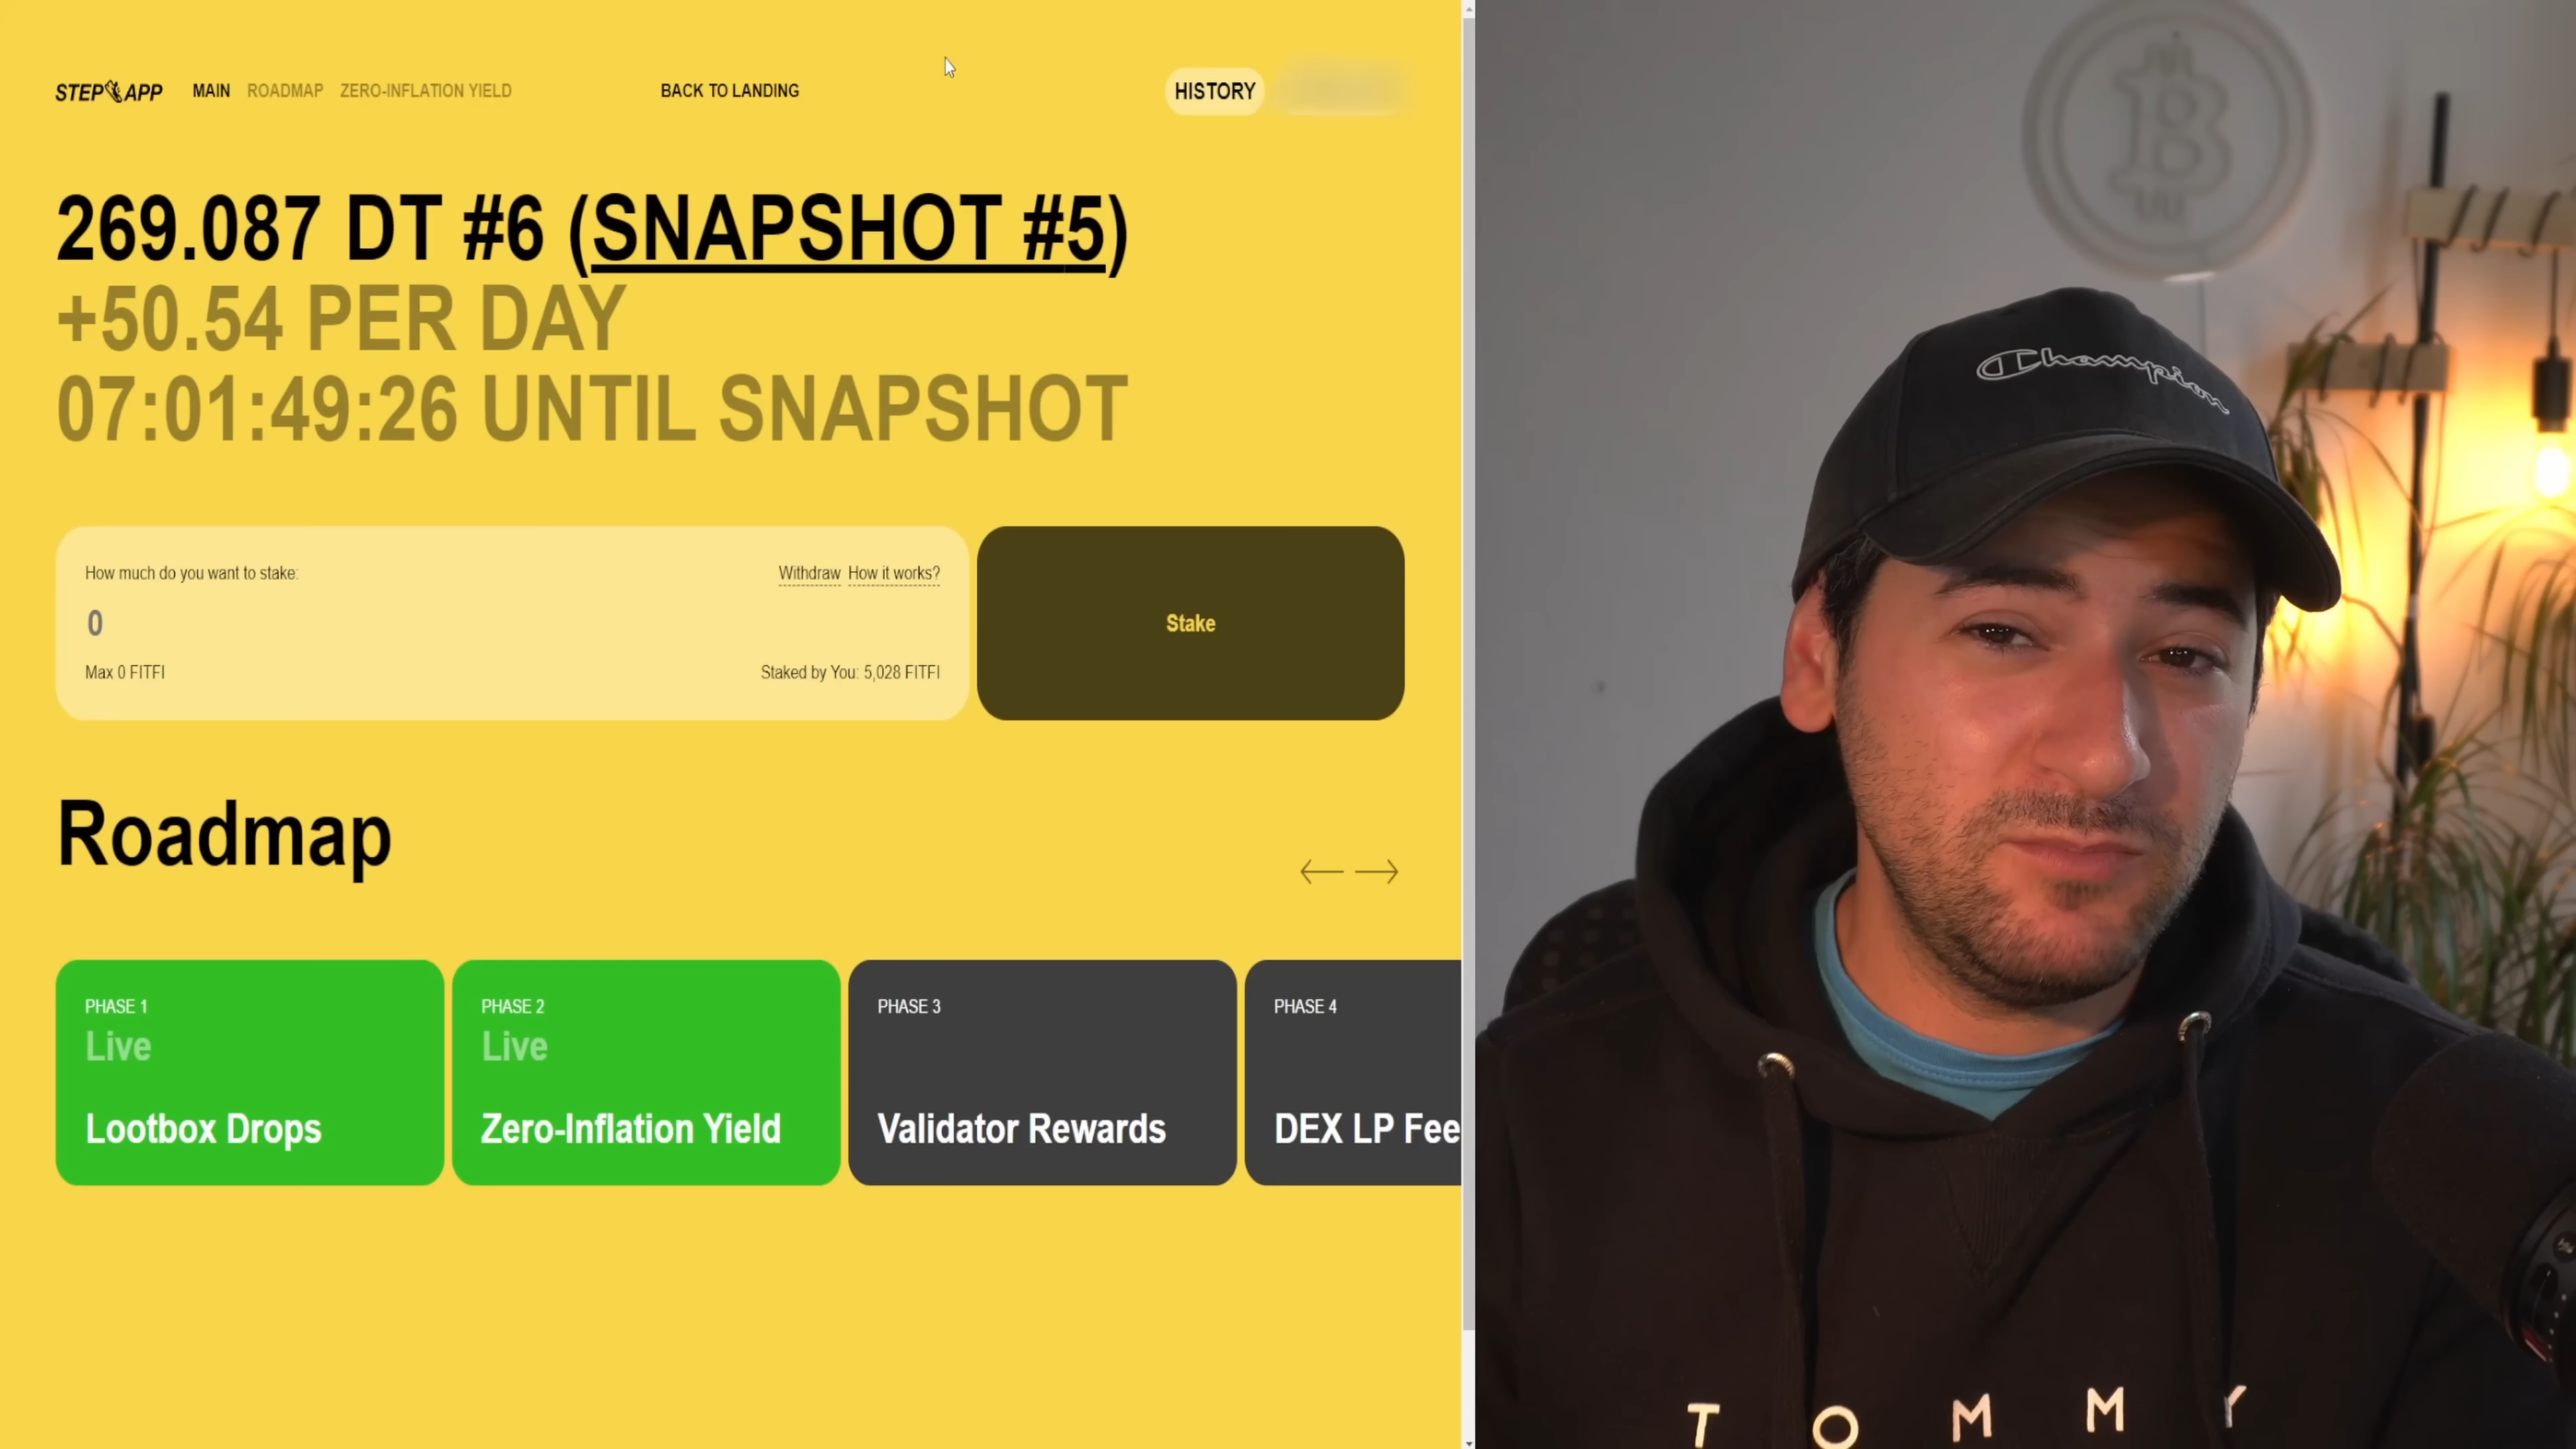 STEP APP MAIN ROADMAP ZERO-INFLATION YIELD BACK TO LANDING HISTORY
269.087 DT #6 (SNAPSHOT #5)
+50.54 PER DAY
07:01:49:26 UNTIL SNAPSHOT
How much do you want to stake: Withdraw How it works?
0
Max 0 FITFI Staked by You: 5,028 FITFI
Stake
Roadmap
PHASE 1
Live
Lootbox Drops
PHASE 2
Live
Zero-Inflation Yield
PHASE 3
Validator Rewards
PHASE 4
DEX LP Fee
Champion
TOMMY